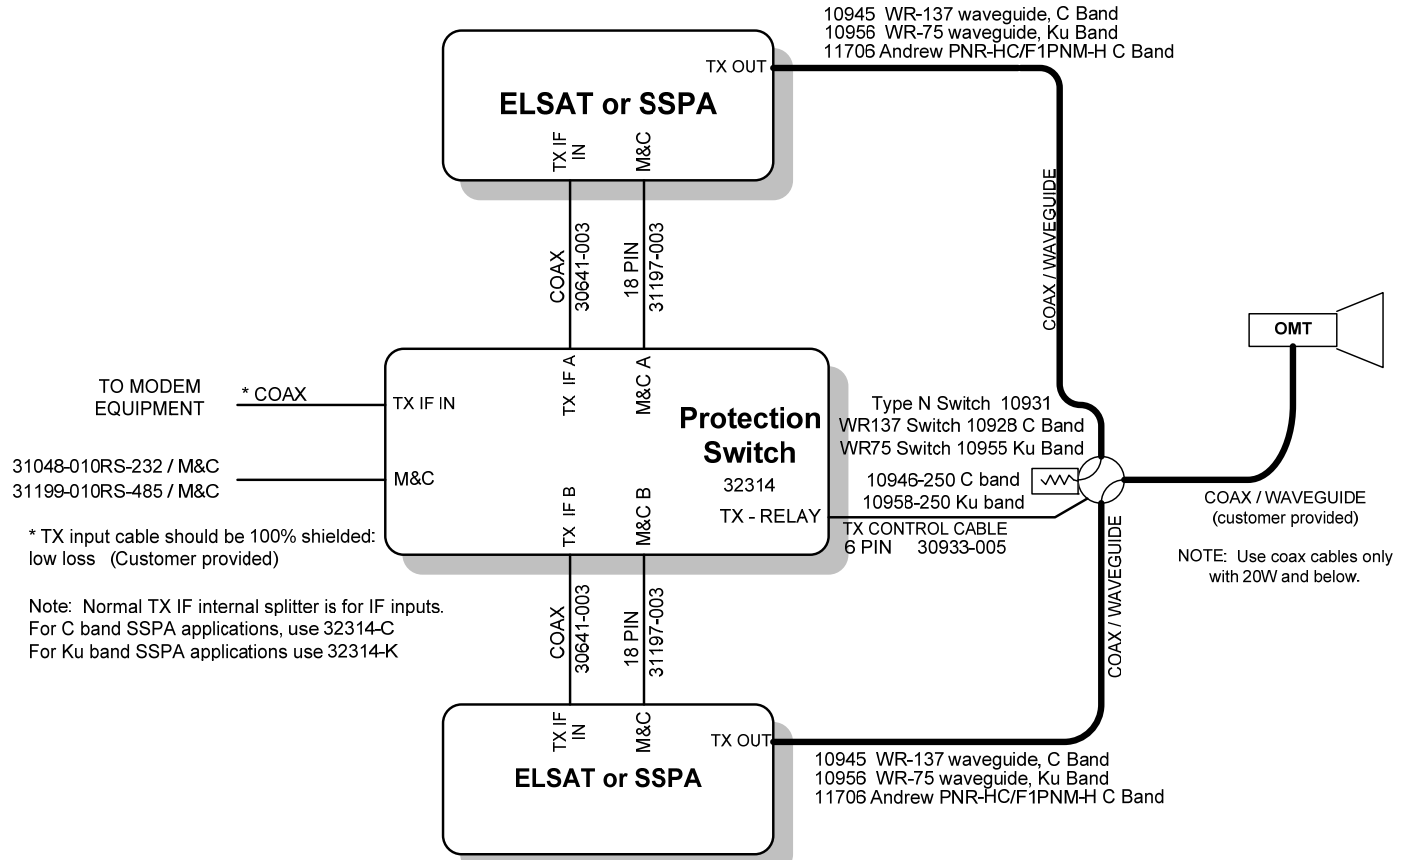 10945 WR-137 waveguide, C Band
10956 WR-75 waveguide, Ku Band
11706 Andrew PNR-HC/F1PNM-H C Band
TX OUT
ELSAT or SSPA
TX IF
IN
M&C
COAX
30641-003
18 PIN
31197-003
COAX / WAVEGUIDE
OMT
TO MODEM
EQUIPMENT
* COAX
TX IF IN
TX IF A
M&C A
Protection
Switch
32314
Type N Switch 10931
WR137 Switch 10928 C Band
WR75 Switch 10955 Ku Band
31048-010RS-232 / M&C
31199-010RS-485 / M&C
M&C
TX IF B
M&C B
TX - RELAY
10946-250 C band
10958-250 Ku band
TX CONTROL CABLE
6 PIN 30933-005
COAX / WAVEGUIDE
(customer provided)
NOTE: Use coax cables only
with 20W and below.
* TX input cable should be 100% shielded:
low loss (Customer provided)
Note: Normal TX IF internal splitter is for IF inputs.
For C band SSPA applications, use 32314-C
For Ku band SSPA applications use 32314-K
COAX
30641-003
18 PIN
31197-003
COAX / WAVEGUIDE
TX IF
IN
M&C
TX OUT
ELSAT or SSPA
10945 WR-137 waveguide, C Band
10956 WR-75 waveguide, Ku Band
11706 Andrew PNR-HC/F1PNM-H C Band